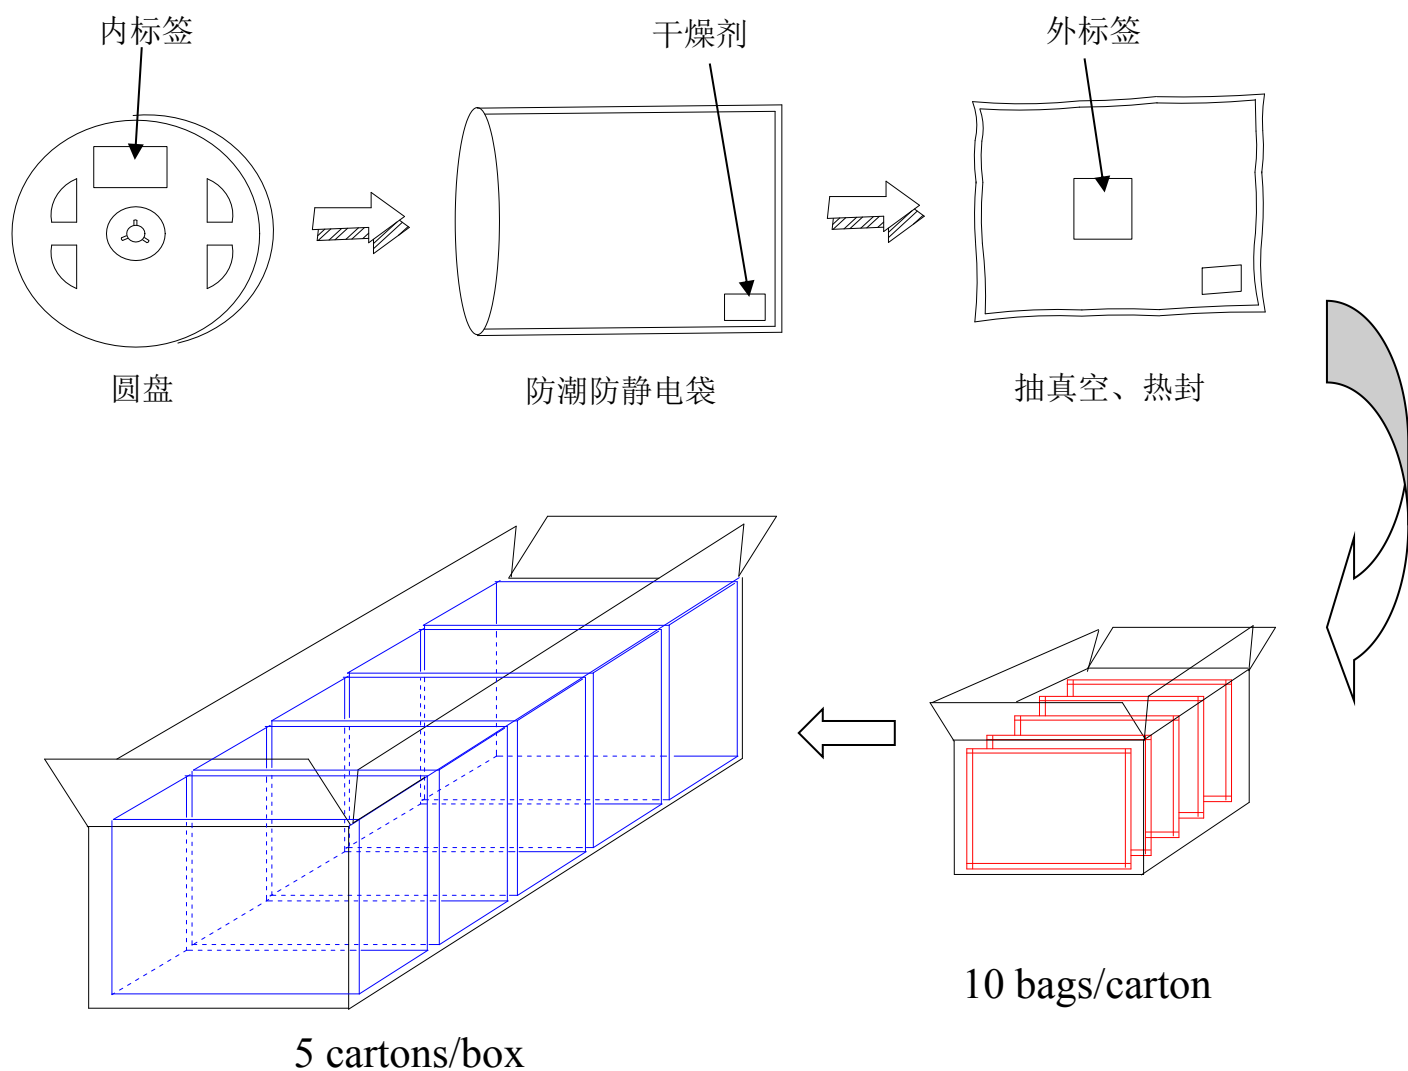 内标签
干燥剂
外标签
圆盘
防潮防静电袋
抽真空、热封
10 bags/carton
5 cartons/box